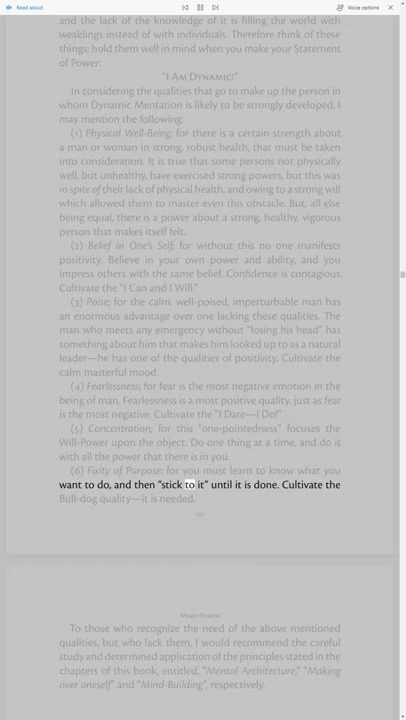 Read aloud
Voice options
and the lack of the knowledge of it is filling the world with
weaklings instead of with individuals. Therefore think of these
things; hold them well in mind when you make your Statement
of Power:
“I Am Dynamic!”
In considering the qualities that go to make up the person in
whom Dynamic Mentation is likely to be strongly developed, I
may mention the following:
(1) Physical Well-Being; for there is a certain strength about
a man or woman in strong, robust health, that must be taken
into consideration. It is true that some persons not physically
well, but unhealthy, have exercised strong powers, but this was
in spite of their lack of physical health, and owing to a strong will
which allowed them to master even this obstacle. But, all else
being equal, there is a power about a strong, healthy, vigorous
person that makes itself felt.
(2) Belief in One’s Self; for without this no one manifests
positivity. Believe in your own power and ability, and you
impress others with the same belief. Confidence is contagious.
Cultivate the “I Can and I Will.”
(3) Poise; for the calm, well-poised, imperturbable man has
an enormous advantage over one lacking these qualities. The
man who meets any emergency without “losing his head” has
something about him that makes him looked up to as a natural
leader—he has one of the qualities of positivity. Cultivate the
calm masterful mood.
(4) Fearlessness; for fear is the most negative emotion in the
being of man. Fearlessness is a most positive quality, just as fear
is the most negative. Cultivate the “I Dare—I Do!”
(5) Concentration; for this “one-pointedness” focuses the
Will-Power upon the object. Do one thing at a time, and do it
with all the power that there is in you.
(6) Fixity of Purpose; for you must learn to know what you
want to do, and then “stick to it” until it is done. Cultivate the
Bull-dog quality—it is needed.
Mind-Power
To those who recognize the need of the above mentioned
qualities, but who lack them, I would recommend the careful
study and determined application of the principles stated in the
chapters of this book, entitled, “Mental Architecture,” “Making
over oneself” and “Mind-Building”, respectively.